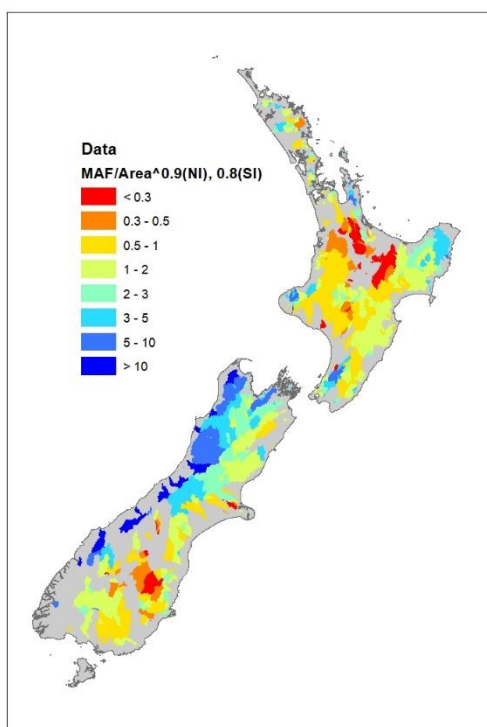 Data
MAF/Area^0.9(NI), 0.8(SI)
< 0.3
0.3 - 0.5
0.5 - 1
1 - 2
2 - 3
3 - 5
5 - 10
> 10